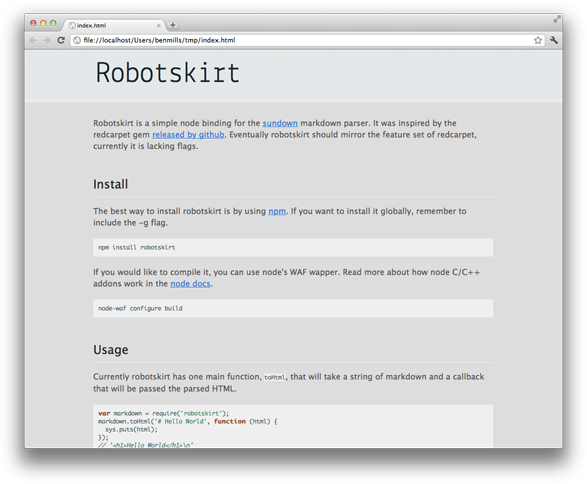 index.html
file://localhost/Users/benmills/tmp/index.html
Robotskirt
Robotskirt is a simple node binding for the sundown markdown parser. It was inspired by the
redcarpet gem released by github. Eventually robotskirt should mirror the feature set of redcarpet,
currently it is lacking flags.
Install
The best way to install robotskirt is by using npm. If you want to install it globally, remember to
include the -g flag.
npm install robotskirt
If you would like to compile it, you can use node's WAF wapper. Read more about how node C/C++
addons work in the node docs.
node-waf configure build
Usage
Currently robotskirt has one main function, toHtml, that will take a string of markdown and a callback
that will be passed the parsed HTML.
var markdown = require('robotskirt');
markdown.toHtml('# Hello World', function (html) {
sys.puts(html);
});
// '<h1>Hello World</h1>\n'